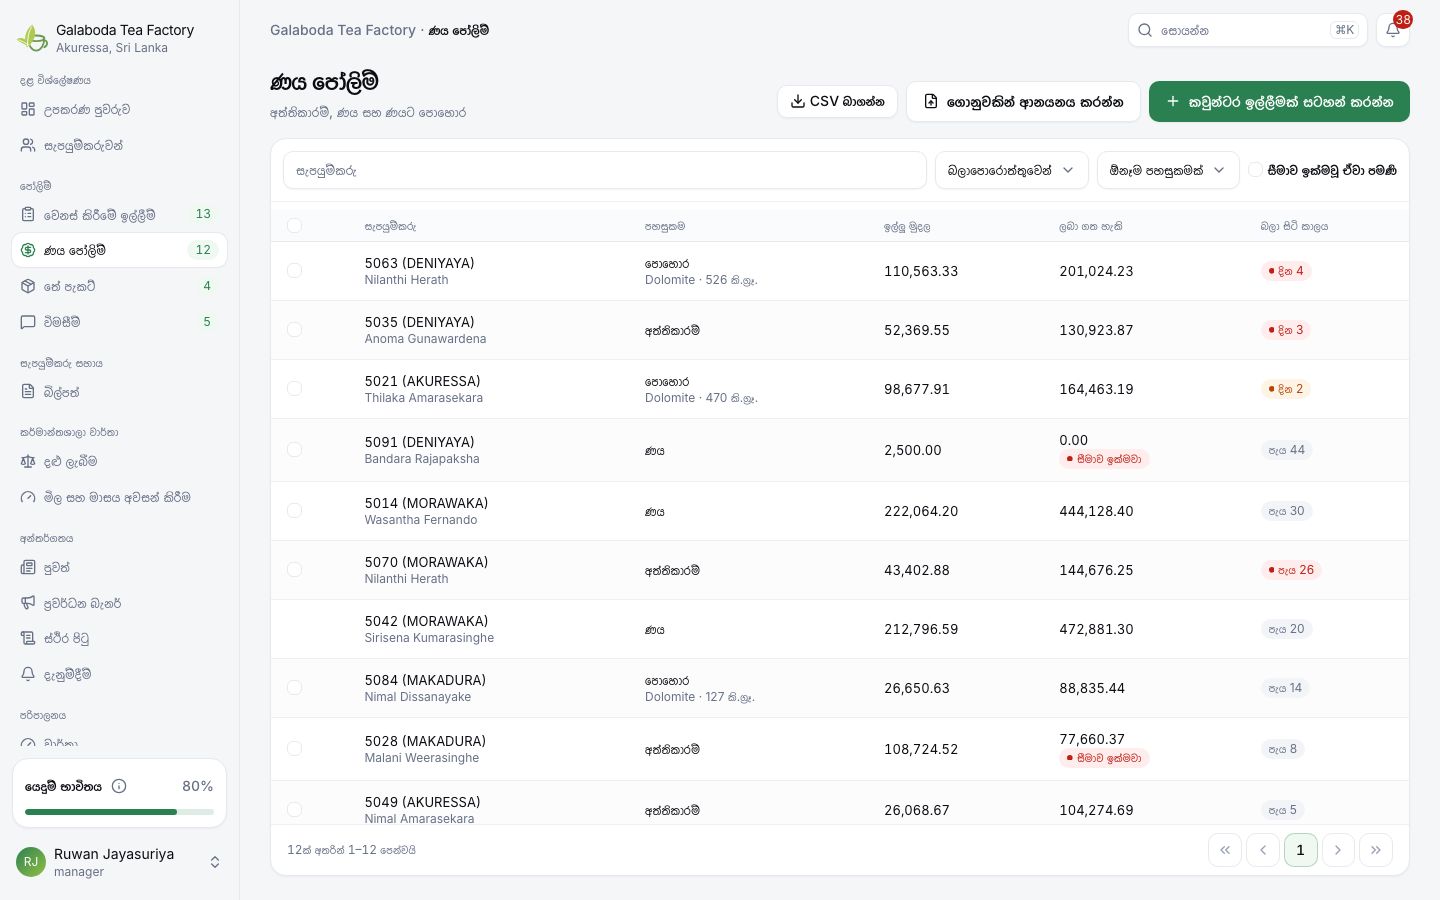 Galaboda Tea Factory
Akuressa, Sri Lanka
දළ විශ්ලේෂණය
උපකරණ පුවරුව
සැපයුම්කරුවන්
පෝලිම්
වෙනස් කිරීමේ ඉල්ලීම් 13
ණය පෝලිම් 12
තේ පැකට් 4
විමසීම් 5
සැපයුම්කරු සහාය
බිල්පත්
කර්මාන්තශාලා වාර්තා
දළු ලැබීම්
මිල සහ මාසය අවසන් කිරීම
අන්තර්ගතය
පුවත්
ප්‍රවර්ධන බැනර්
ස්ථිර පිටු
දැනුම්දීම්
පරිපාලනය
වාර්තා
යෙදුම් භාවිතය 80%
RJ
Ruwan Jayasuriya
manager
Galaboda Tea Factory · ණය පෝලිම්
සොයන්න ⌘K
38
ණය පෝලිම්
අත්තිකාරම්, ණය සහ ණයට පොහොර
CSV බාගන්න
ගොනුවකින් ආනයනය කරන්න
කවුන්ටර ඉල්ලීමක් සටහන් කරන්න
සැපයුම්කරු
බලාපොරොත්තුවෙන්
ඕනෑම පහසුකමක්
සීමාව ඉක්මවූ ඒවා පමණි
සැපයුම්කරු පහසුකම ඉල්ලූ මුදල ලබා ගත හැකි බලා සිටි කාලය
5063 (DENIYAYA)
Nilanthi Herath
පොහොර
Dolomite · 526 කි.ග්‍රෑ.
110,563.33 201,024.23 දින 4
5035 (DENIYAYA)
Anoma Gunawardena
අත්තිකාරම් 52,369.55 130,923.87 දින 3
5021 (AKURESSA)
Thilaka Amarasekara
පොහොර
Dolomite · 470 කි.ග්‍රෑ.
98,677.91 164,463.19 දින 2
5091 (DENIYAYA)
Bandara Rajapaksha
ණය 2,500.00 0.00
සීමාව ඉක්මවා
පැය 44
5014 (MORAWAKA)
Wasantha Fernando
ණය 222,064.20 444,128.40 පැය 30
5070 (MORAWAKA)
Nilanthi Herath
අත්තිකාරම් 43,402.88 144,676.25 පැය 26
5042 (MORAWAKA)
Sirisena Kumarasinghe
ණය 212,796.59 472,881.30 පැය 20
5084 (MAKADURA)
Nimal Dissanayake
පොහොර
Dolomite · 127 කි.ග්‍රෑ.
26,650.63 88,835.44 පැය 14
5028 (MAKADURA)
Malani Weerasinghe
අත්තිකාරම් 108,724.52 77,660.37
සීමාව ඉක්මවා
පැය 8
5049 (AKURESSA)
Nimal Amarasekara
අත්තිකාරම් 26,068.67 104,274.69 පැය 5
12ක් අතරින් 1–12 පෙන්වයි
1